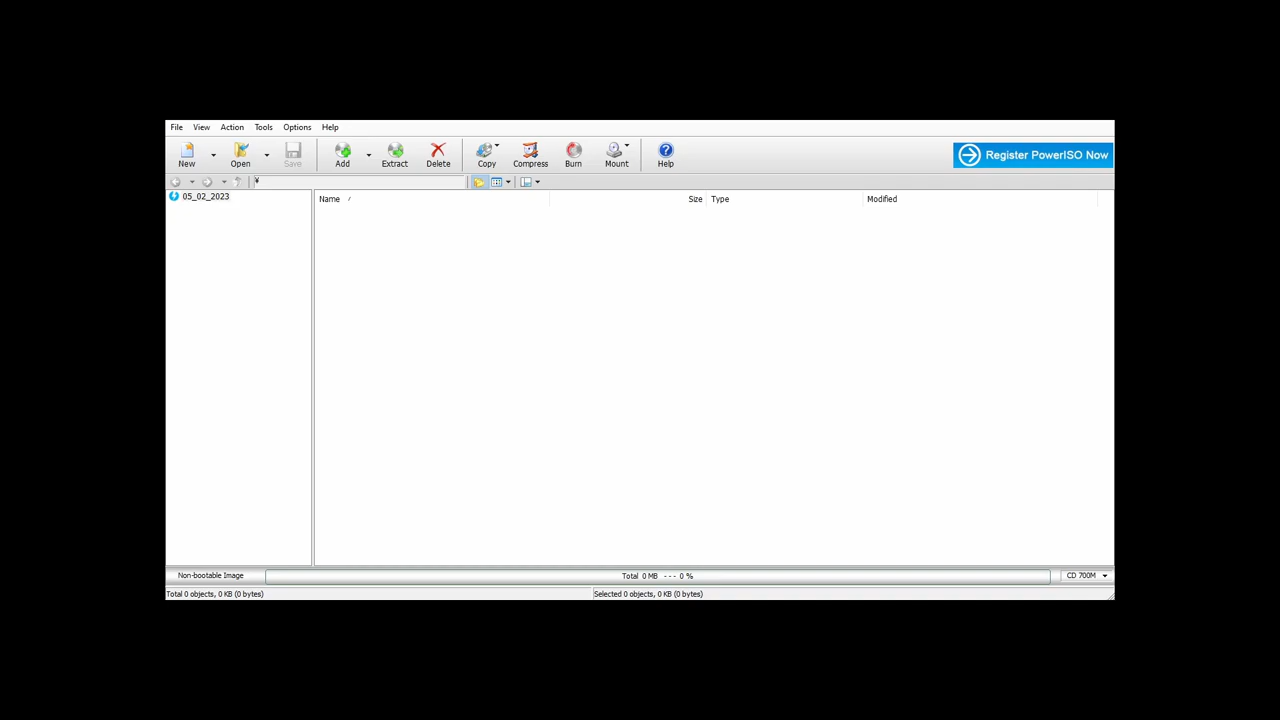 File View Action Tools Options Help
New Open Save Add Extract Delete Copy Compress Burn Mount Help
Register PowerISO Now
¥
05_02_2023
Name / Size Type Modified
Non-bootable Image Total 0 MB --- 0 % CD 700M
Total 0 objects, 0 KB (0 bytes) Selected 0 objects, 0 KB (0 bytes)